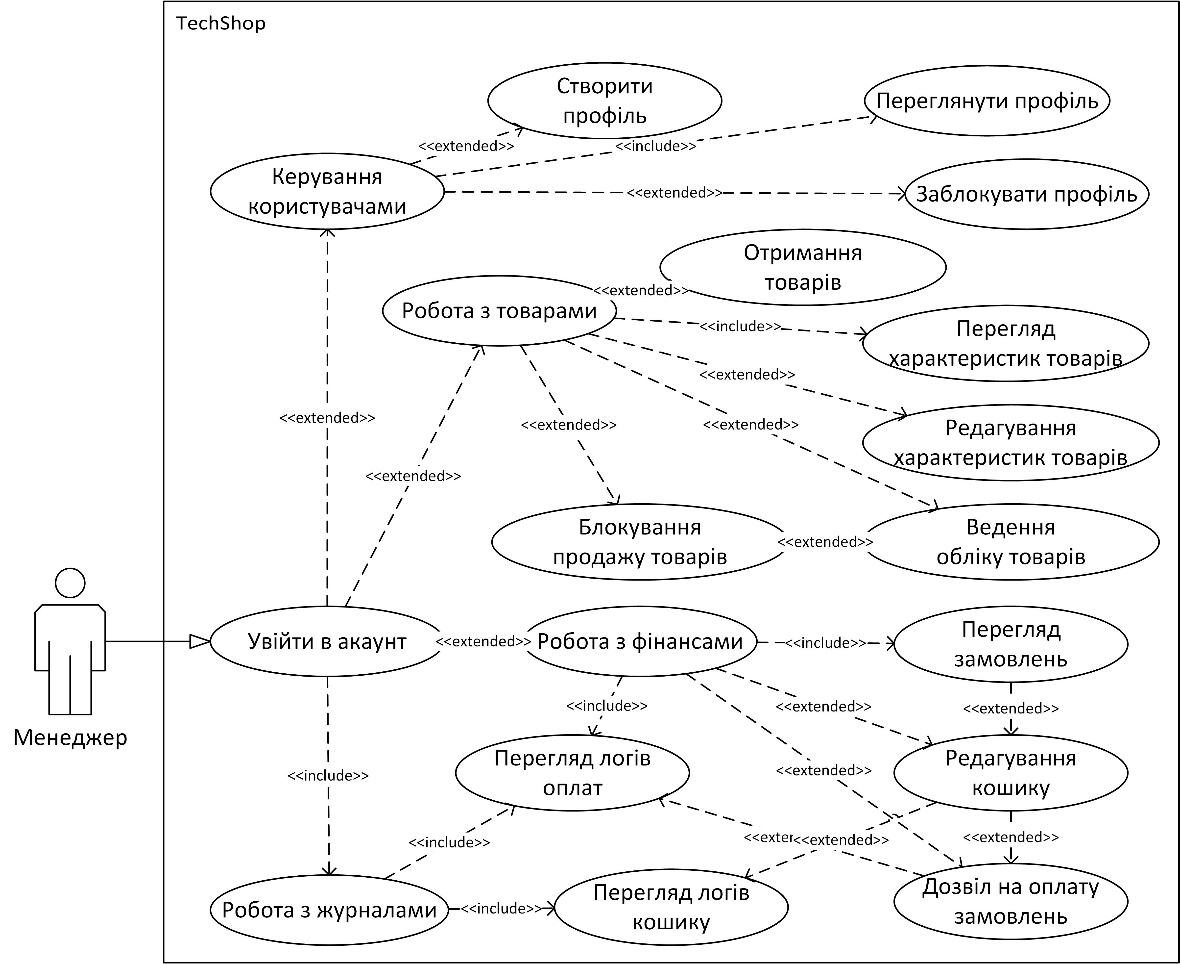 TechShop
Створити
профіль
Переглянути профіль
<<extended>>
<<include>>
Керування
користувачами
<<extended>>
Заблокувати профіль
Отримання
товарів
<<extended>>
Робота з товарами
<<include>>
Перегляд
характеристик товарів
<<extended>>
<<extended>>
<<extended>>
<<extended>>
Редагування
характеристик товарів
<<extended>>
Блокування
продажу товарів
<<extended>>
Ведення
обліку товарів
Увійти в акаунт
<<extended>>
Робота з фінансами
<<include>>
Перегляд
замовлень
<<include>>
<<extended>>
<<extended>>
Менеджер
<<include>>
Перегляд логів
оплат
<<extended>>
Редагування
кошику
<<include>>
<<exter
<<extended>>
<<extended>>
Робота з журналами
<<include>>
Перегляд логів
кошику
Дозвіл на оплату
замовлень